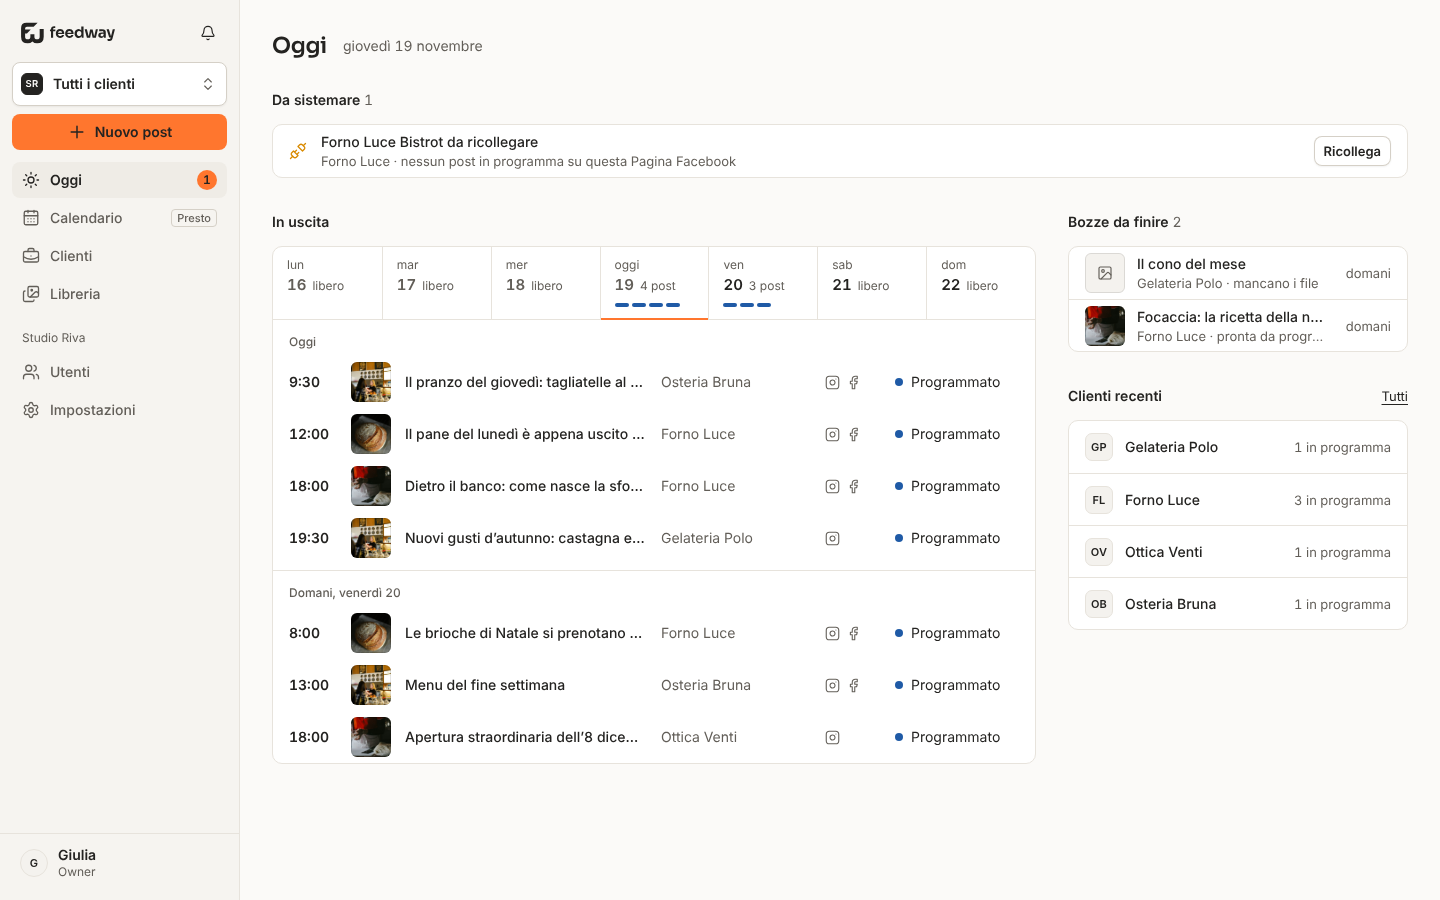 feedway
SR Tutti i clienti
Nuovo post
Oggi 1
Calendario Presto
Clienti
Libreria
Studio Riva
Utenti
Impostazioni
G Giulia
Owner
Oggi giovedì 19 novembre
Da sistemare 1
Forno Luce Bistrot da ricollegare
Forno Luce · nessun post in programma su questa Pagina Facebook
Ricollega
In uscita
lun mar mer oggi ven sab dom
16 libero 17 libero 18 libero 19 4 post 20 3 post 21 libero 22 libero
Oggi
9:30 Il pranzo del giovedì: tagliatelle al ... Osteria Bruna Programmato
12:00 Il pane del lunedì è appena uscito ... Forno Luce Programmato
18:00 Dietro il banco: come nasce la sfo... Forno Luce Programmato
19:30 Nuovi gusti d’autunno: castagna e... Gelateria Polo Programmato
Domani, venerdì 20
8:00 Le brioche di Natale si prenotano ... Forno Luce Programmato
13:00 Menu del fine settimana Osteria Bruna Programmato
18:00 Apertura straordinaria dell’8 dice... Ottica Venti Programmato
Bozze da finire 2
Il cono del mese
Gelateria Polo · mancano i file
domani
Focaccia: la ricetta della n...
Forno Luce · pronta da progr...
domani
Clienti recenti Tutti
GP Gelateria Polo 1 in programma
FL Forno Luce 3 in programma
OV Ottica Venti 1 in programma
OB Osteria Bruna 1 in programma